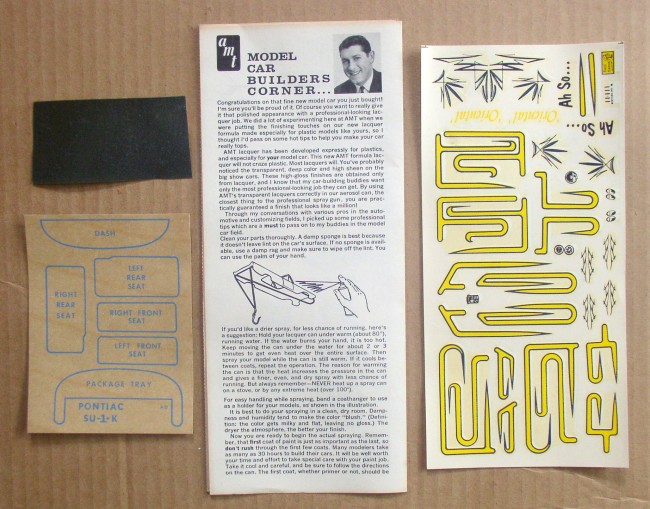 DASH
LEFT
REAR
SEAT
RIGHT
REAR
SEAT
RIGHT FRONT
SEAT
LEFT FRONT
SEAT
PACKAGE TRAY
PONTIAC
SU-1-K
amt
MODEL
CAR
BUILDERS
CORNER...
Congratulations on that fine new model car you just bought!
I'm sure you'll be proud of it. Of course you want to really give
it that polished appearance with a professional-looking lac-
quer job. We did a lot of experimenting here at AMT when we
were putting the finishing touches on our new lacquer
formula made especially for plastic models like yours, so I
thought I'd pass on some hot tips to help you make your car
really tops.
AMT lacquer has been developed expressly for plastics,
and especially for your model car. This new AMT formula lac-
quer will not craze plastic. Most lacquers will. You've probably
noticed the transparent, deep color and high sheen on the
big show cars. These high-gloss finishes are obtained only
from lacquer, and I know that my car-building buddies want
only the most professional-looking job they can get. By using
AMT's transparent lacquers correctly in our aerosol can, the
closest thing to the professional spray gun, you are prac-
tically guaranteed a finish that looks like a million!
Through my conversations with various pros in the auto-
motive and customizing fields, I picked up some professional
tips which are a must to pass on to my buddies in the model
car field.
Clean your parts thoroughly. A damp sponge is best because
it doesn't leave lint on the car's surface. If no sponge is avail-
able, use a damp rag and make sure to wipe off the lint. You
can use the palm of your hand.
If you'd like a drier spray, for less chance of running, here's
a suggestion: Hold your lacquer can under warm (about 80°),
running water. If the water burns your hand, it is too hot.
Keep moving the can under the water for about 2 or 3
minutes to get even heat over the entire surface. Then
spray your model while the can is still warm. If it cools be-
tween coats, repeat the operation. The reason for warming
the can is that the heat increases the pressure in the can
and gives a finer, even, and dry spray with less chance of
running. But always remember—NEVER heat up a spray can
on a stove, or to any extreme heat (over 100°).
For easy handling while spraying, bend a coathanger to use
as a holder for your models, as shown in the illustration.
It is best to do your spraying in a clean, dry room. Damp-
ness and humidity tend to make the color "blush." (Defini-
tion: the color gets milky and flat, leaving no gloss.) The
dryer the atmosphere, the better your finish.
Now you are ready to begin the actual spraying. Remem-
ber, that first coat of paint is just as important as the last, so
don't rush through the first few coats. Many modelers take
as many as 30 hours to build their cars. It will be well worth
your time and effort to take special care with your paint job.
Take it cool and careful, and be sure to follow the directions
on the can. The first coat, whether primer or not, should be
Ah So...
Ah So...
"Oriental"
"Oriental"